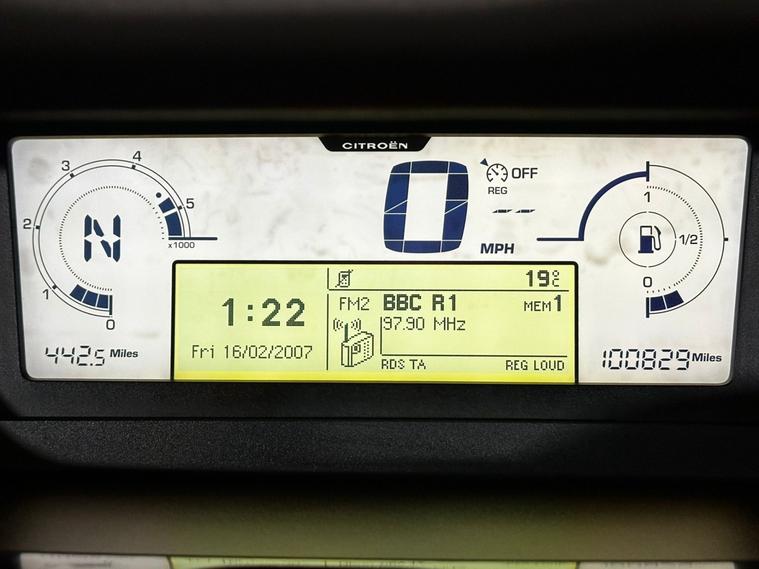 CITROËN
3
4
5
2
1
0
x1000
N
0
OFF
REG
-- --
MPH
1
1/2
0
19°C
1:22
FM2 BBC R1 MEM1
97.90 MHz
Fri 16/02/2007
RDS TA REG LOUD
442.5 Miles
100829 Miles